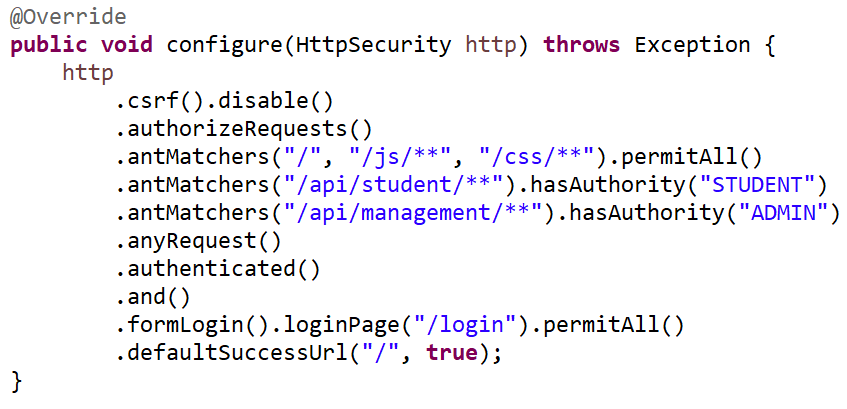 @Override
public void configure(HttpSecurity http) throws Exception {
    http
        .csrf().disable()
        .authorizeRequests()
        .antMatchers("/", "/js/**", "/css/**").permitAll()
        .antMatchers("/api/student/**").hasAuthority("STUDENT")
        .antMatchers("/api/management/**").hasAuthority("ADMIN")
        .anyRequest()
        .authenticated()
        .and()
        .formLogin().loginPage("/login").permitAll()
        .defaultSuccessUrl("/", true);
}